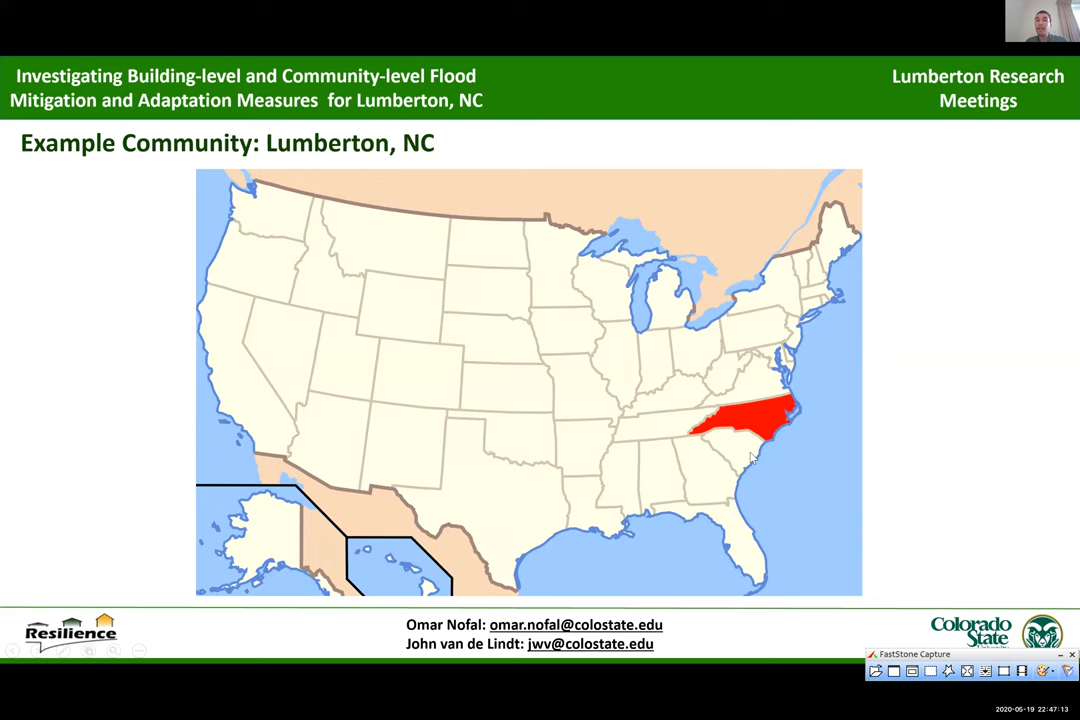 Investigating Building-level and Community-level Flood
Mitigation and Adaptation Measures for Lumberton, NC
Lumberton Research
Meetings
Example Community: Lumberton, NC
Resilience
Omar Nofal: omar.nofal@colostate.edu
John van de Lindt: jwv@colostate.edu
Colorado
State
FastStone Capture
2020-05-19 22:47:13